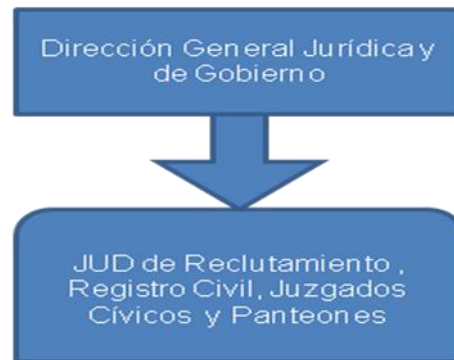 Dirección General Jurídica y
de Gobierno
JUD de Reclutamiento ,
Registro Civil, Juzgados
Cívicos y Panteones